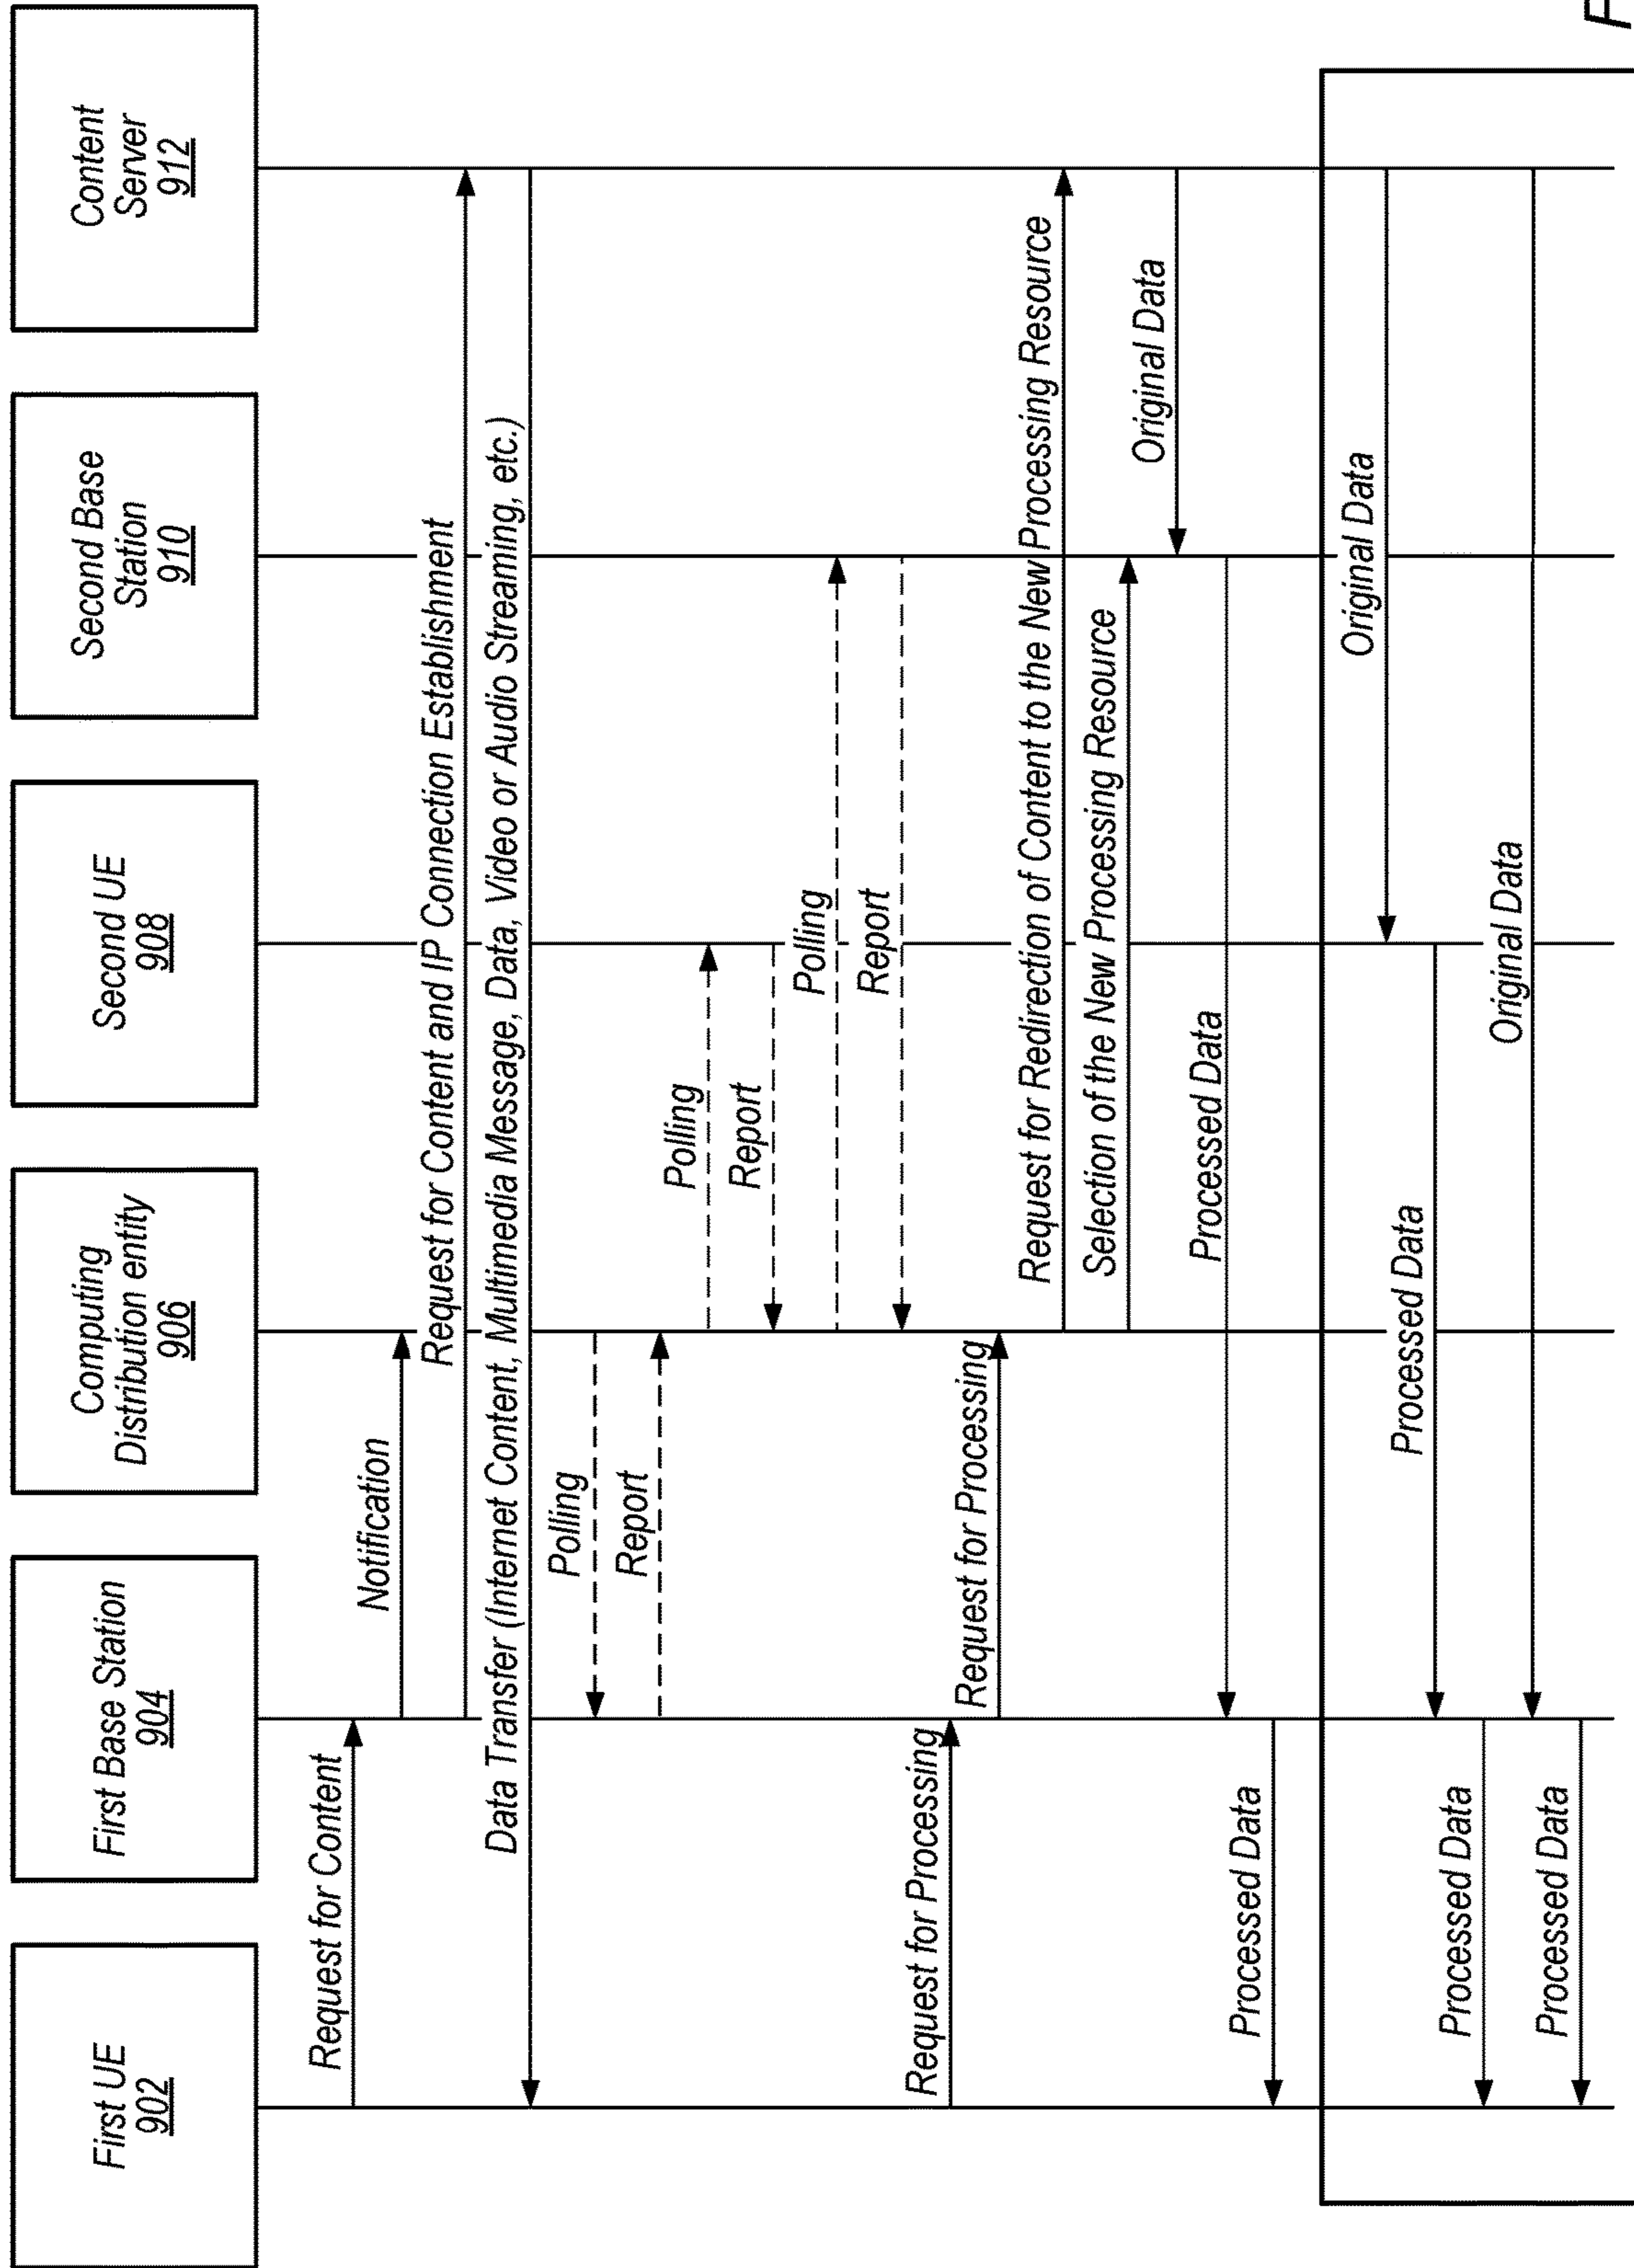 First UE
902
First Base Station
904
Computing
Distribution entity
906
Second UE
908
Second Base
Station
910
Content
Server
912
Request for Content
Notification
Request for Content and IP Connection Establishment
Data Transfer (Internet Content, Multimedia Message, Data, Video or Audio Streaming, etc.)
Polling
Report
Polling
Report
Polling
Report
Request for Processing
Request for Processing
Request for Redirection of Content to the New Processing Resource
Selection of the New Processing Resource
Original Data
Processed Data
Processed Data
Original Data
Processed Data
Processed Data
Original Data
Processed Data